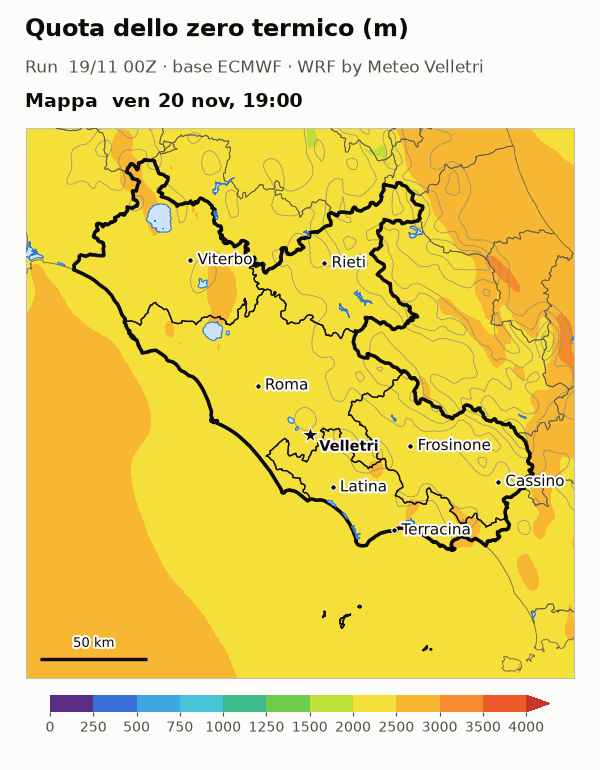 Quota dello zero termico (m)
Run  19/11 00Z · base ECMWF · WRF by Meteo Velletri
Mappa  ven 20 nov, 19:00
Viterbo
Rieti
Roma
Velletri
Frosinone
Latina
Cassino
Terracina
50 km
0 250 500 750 1000 1250 1500 2000 2500 3000 3500 4000